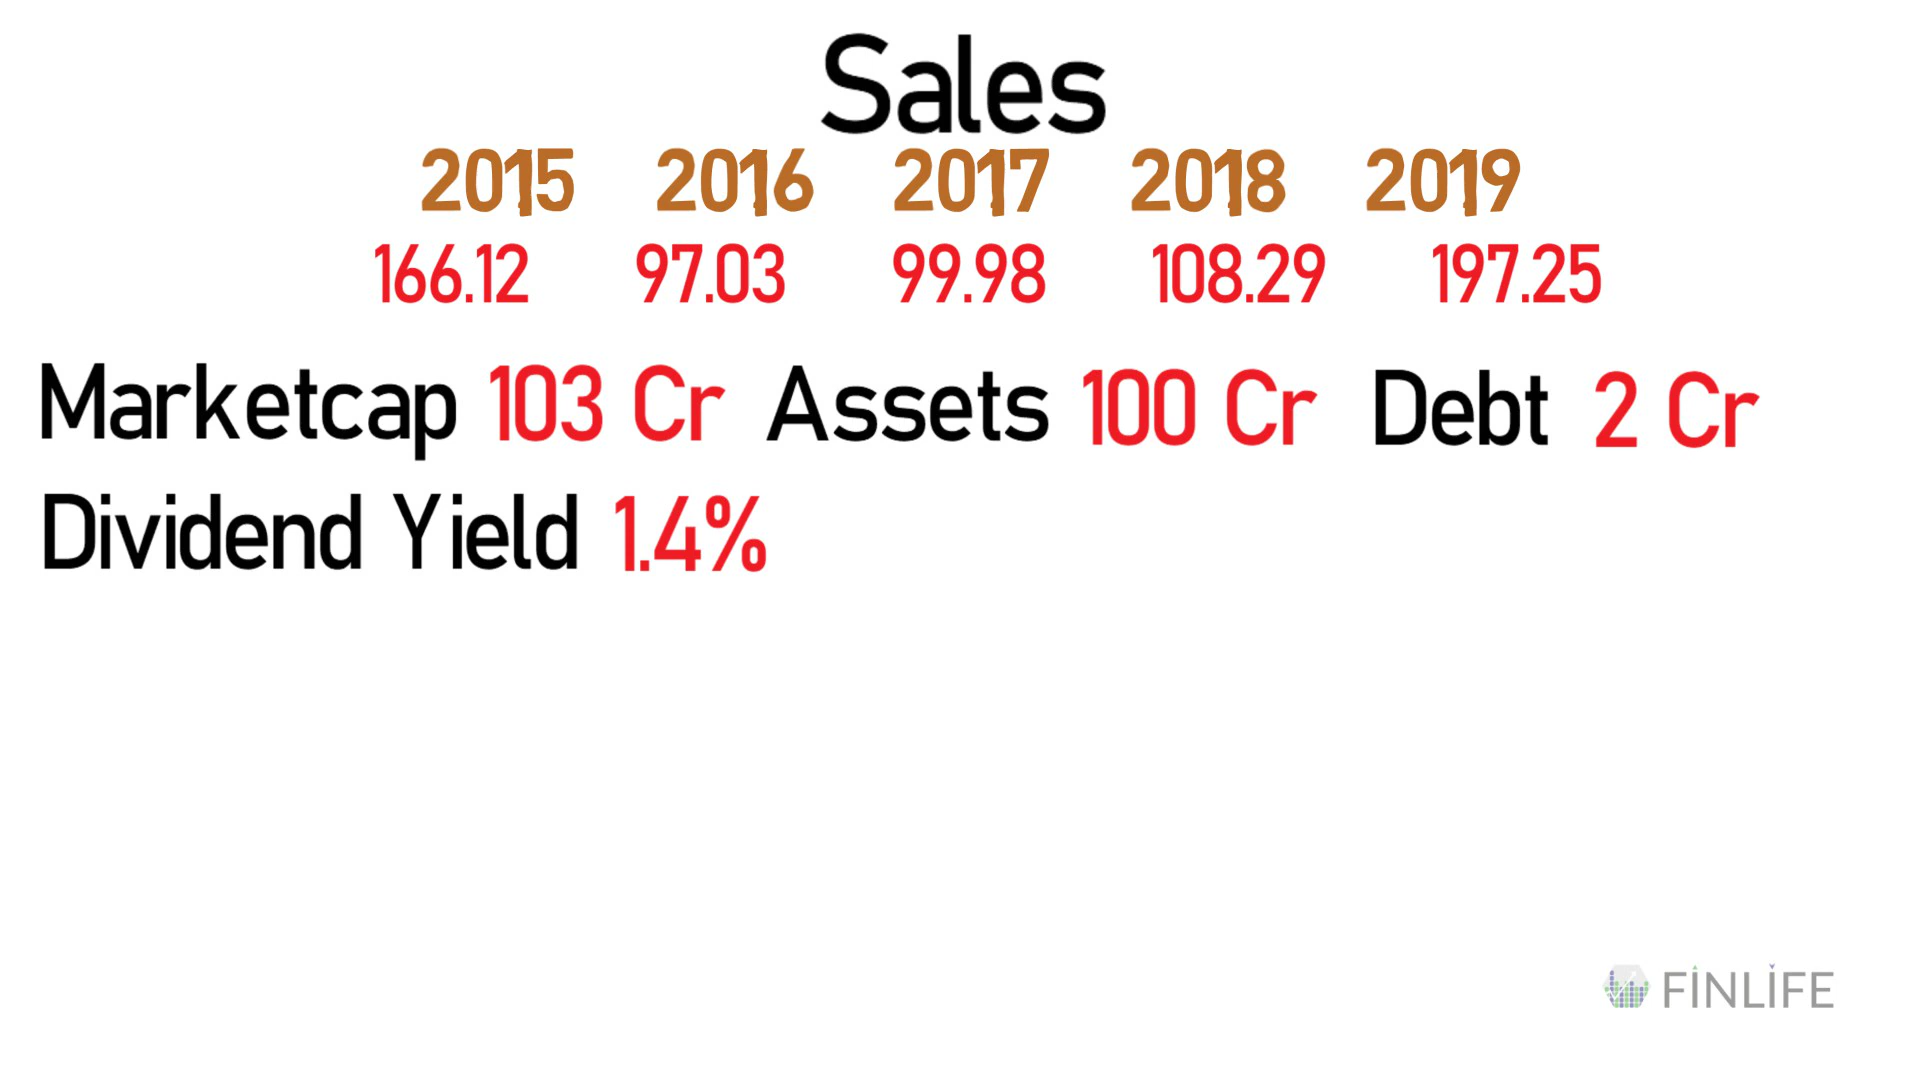 Sales
2015 2016 2017 2018 2019
166.12 97.03 99.98 108.29 197.25
Marketcap 103 Cr Assets 100 Cr Debt 2 Cr
Dividend Yield 1.4%
FINLIFE